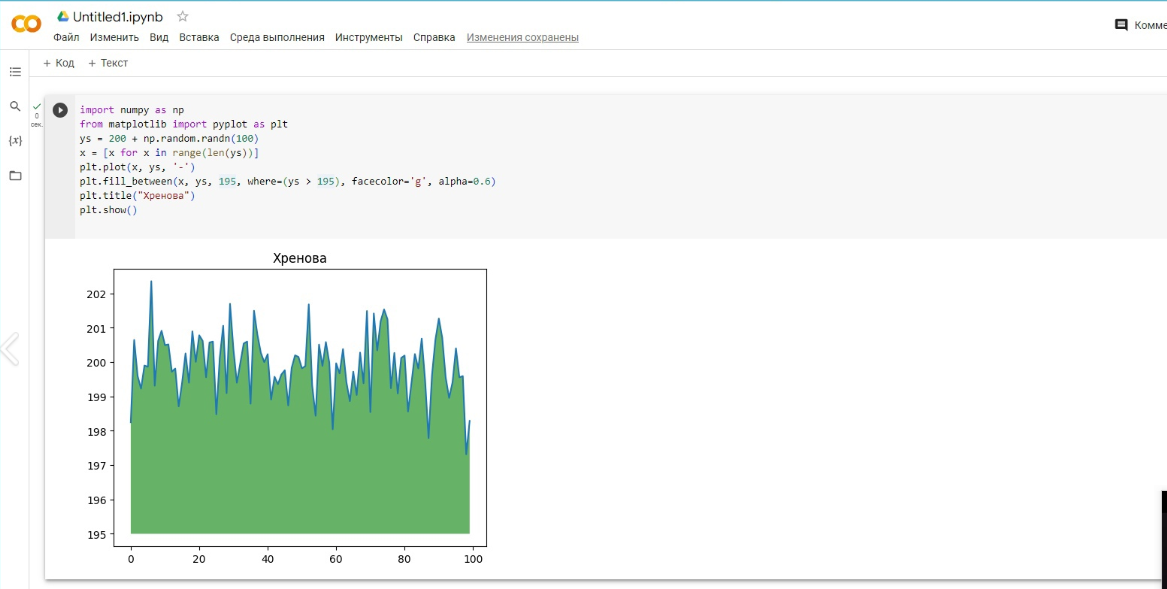 Untitled1.ipynb
Файл Изменить Вид Вставка Среда выполнения Инструменты Справка Изменения сохранены
Комме
+ Код + Текст
0
сек.
{x}
import numpy as np
from matplotlib import pyplot as plt
ys = 200 + np.random.randn(100)
x = [x for x in range(len(ys))]
plt.plot(x, ys, '-')
plt.fill_between(x, ys, 195, where=(ys > 195), facecolor='g', alpha=0.6)
plt.title("Хренова")
plt.show()
Хренова
202
201
200
199
198
197
196
195
0 20 40 60 80 100